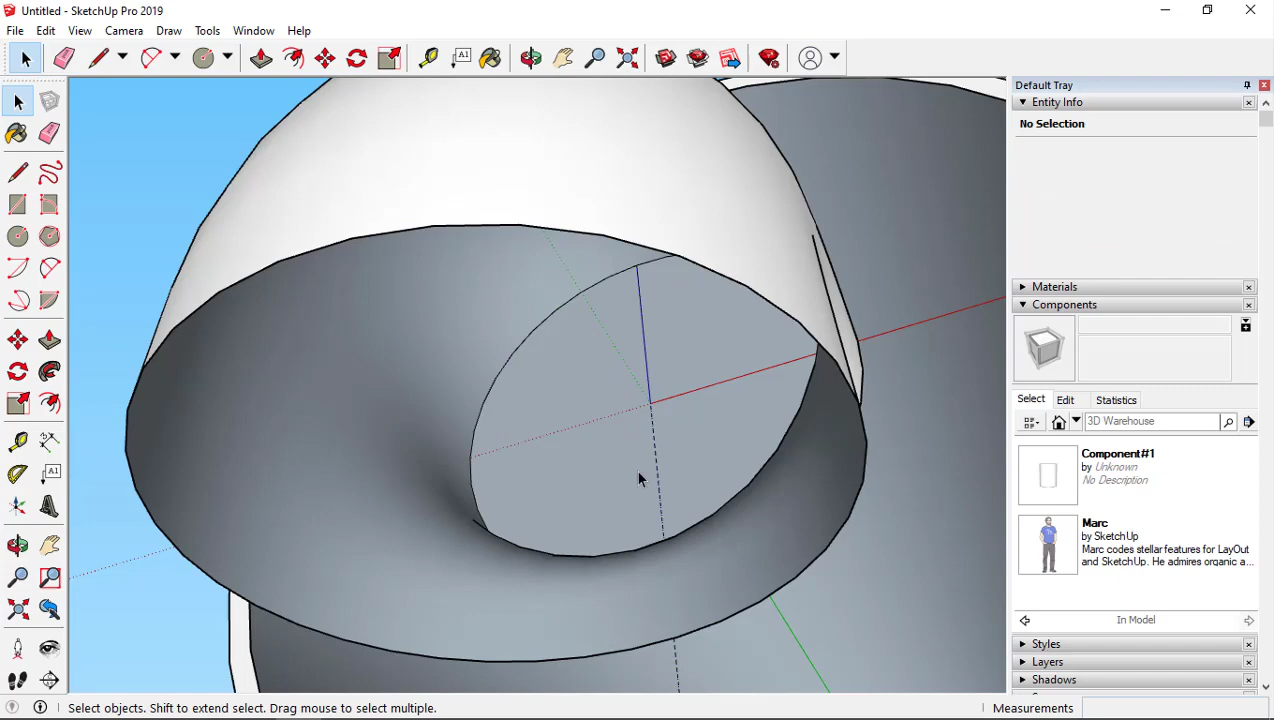 Untitled - SketchUp Pro 2019
File Edit View Camera Draw Tools Window Help
A1
Default Tray
Entity Info
No Selection
Materials
Components
Select Edit Statistics
3D Warehouse
Component#1
by Unknown
No Description
Marc
by SketchUp
Marc codes stellar features for LayOut
and SketchUp. He admires organic a...
In Model
Styles
Layers
Shadows
A1
Select objects. Shift to extend select. Drag mouse to select multiple.
Measurements